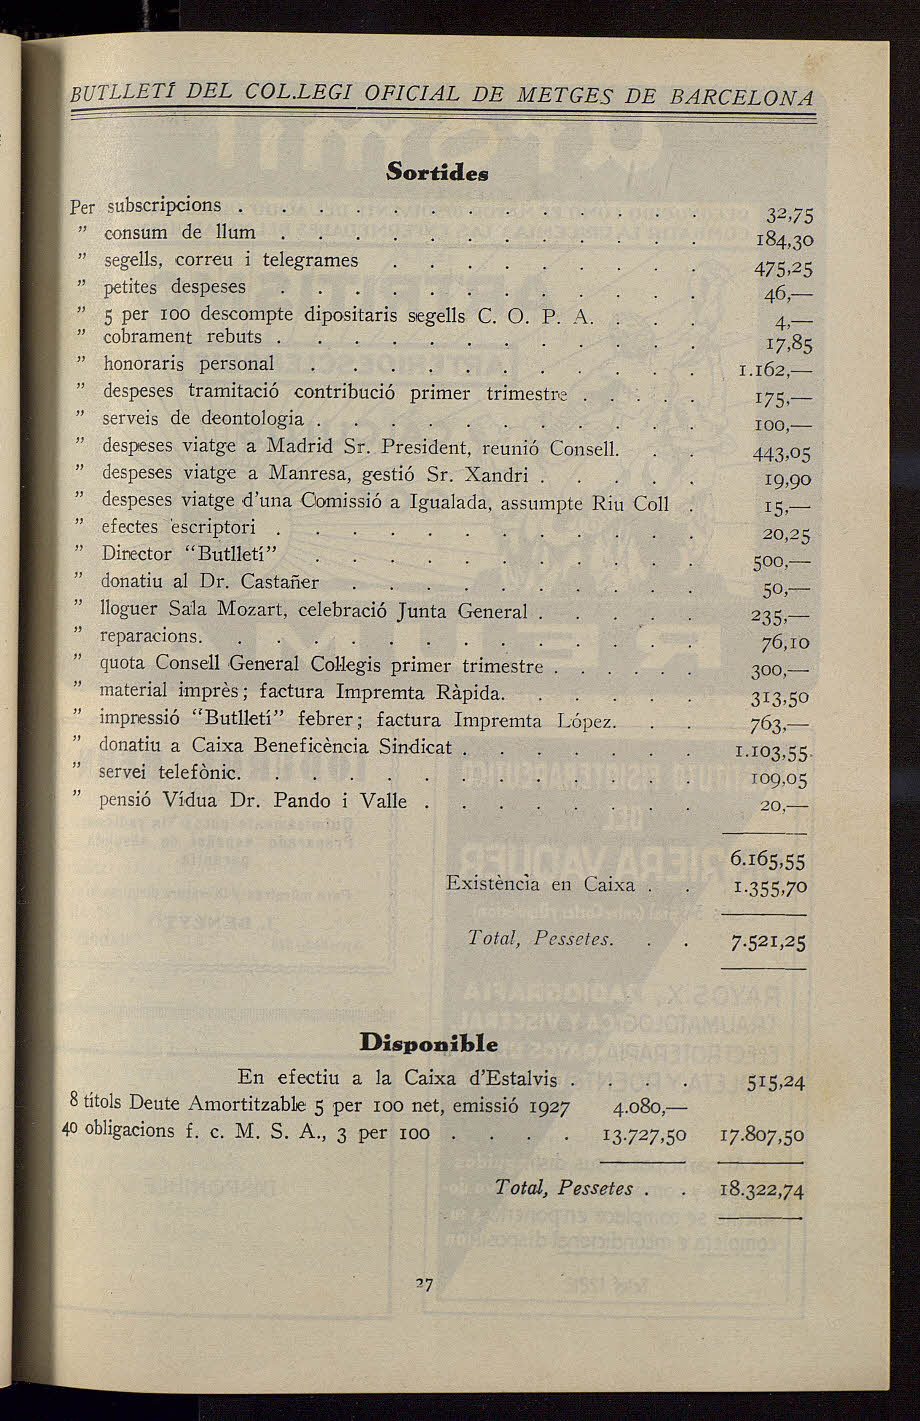 BUTLLETÍ DEL COL.LEGI OFICIAL DE METGES DE BARCELONA
Sortides
Per subscripcions . . . . . . . . . . . . . 32,75
” consum de llum . . . . . . . . . . . . 184,30
” segells, correu i telegrames . . . . . . . . . 475,25
” petites despeses . . . . . . . . . . . . 46,—
” 5 per 100 descompte dipositaris segells C. O. P. A. . . . 4,—
” cobrament rebuts . . . . . . . . . . . . 17,85
” honoraris personal . . . . . . . . . . . 1.162,—
” despeses tramitació contribució primer trimestre . . . . 175,—
” serveis de deontologia . . . . . . . . . . . 100,—
” despeses viatge a Madrid Sr. President, reunió Consell. . . 443,05
” despeses viatge a Manresa, gestió Sr. Xandri . . . . . 19,90
” despeses viatge d’una Comissió a Igualada, assumpte Riu Coll . 15,—
” efectes escriptori . . . . . . . . . . . . 20,25
” Director “Butlletí” . . . . . . . . . . . 500,—
” donatiu al Dr. Castañer . . . . . . . . . . 50,—
” lloguer Sala Mozart, celebració Junta General . . . . . 235,—
” reparacions. . . . . . . . . . . . . . 76,10
” quota Consell General Col·legis primer trimestre . . . . . 300,—
” material imprès; factura Impremta Ràpida. . . . . . 313,50
” impressió “Butlletí” febrer; factura Impremta López. . . 763,—
” donatiu a Caixa Beneficència Sindicat . . . . . . . 1.103,55
” servei telefònic. . . . . . . . . . . . . 109,05
” pensió Vídua Dr. Pando i Valle . . . . . . . . 20,—
6.165,55
Existència en Caixa . . 1.355,70
Total, Pessetes. . . 7.521,25
Disponible
En efectiu a la Caixa d’Estalvis . . . . 515,24
8 títols Deute Amortitzable 5 per 100 net, emissió 1927 4.080,—
40 obligacions f. c. M. S. A., 3 per 100 . . . . 13.727,50 17.807,50
Total, Pessetes . . 18.322,74
27